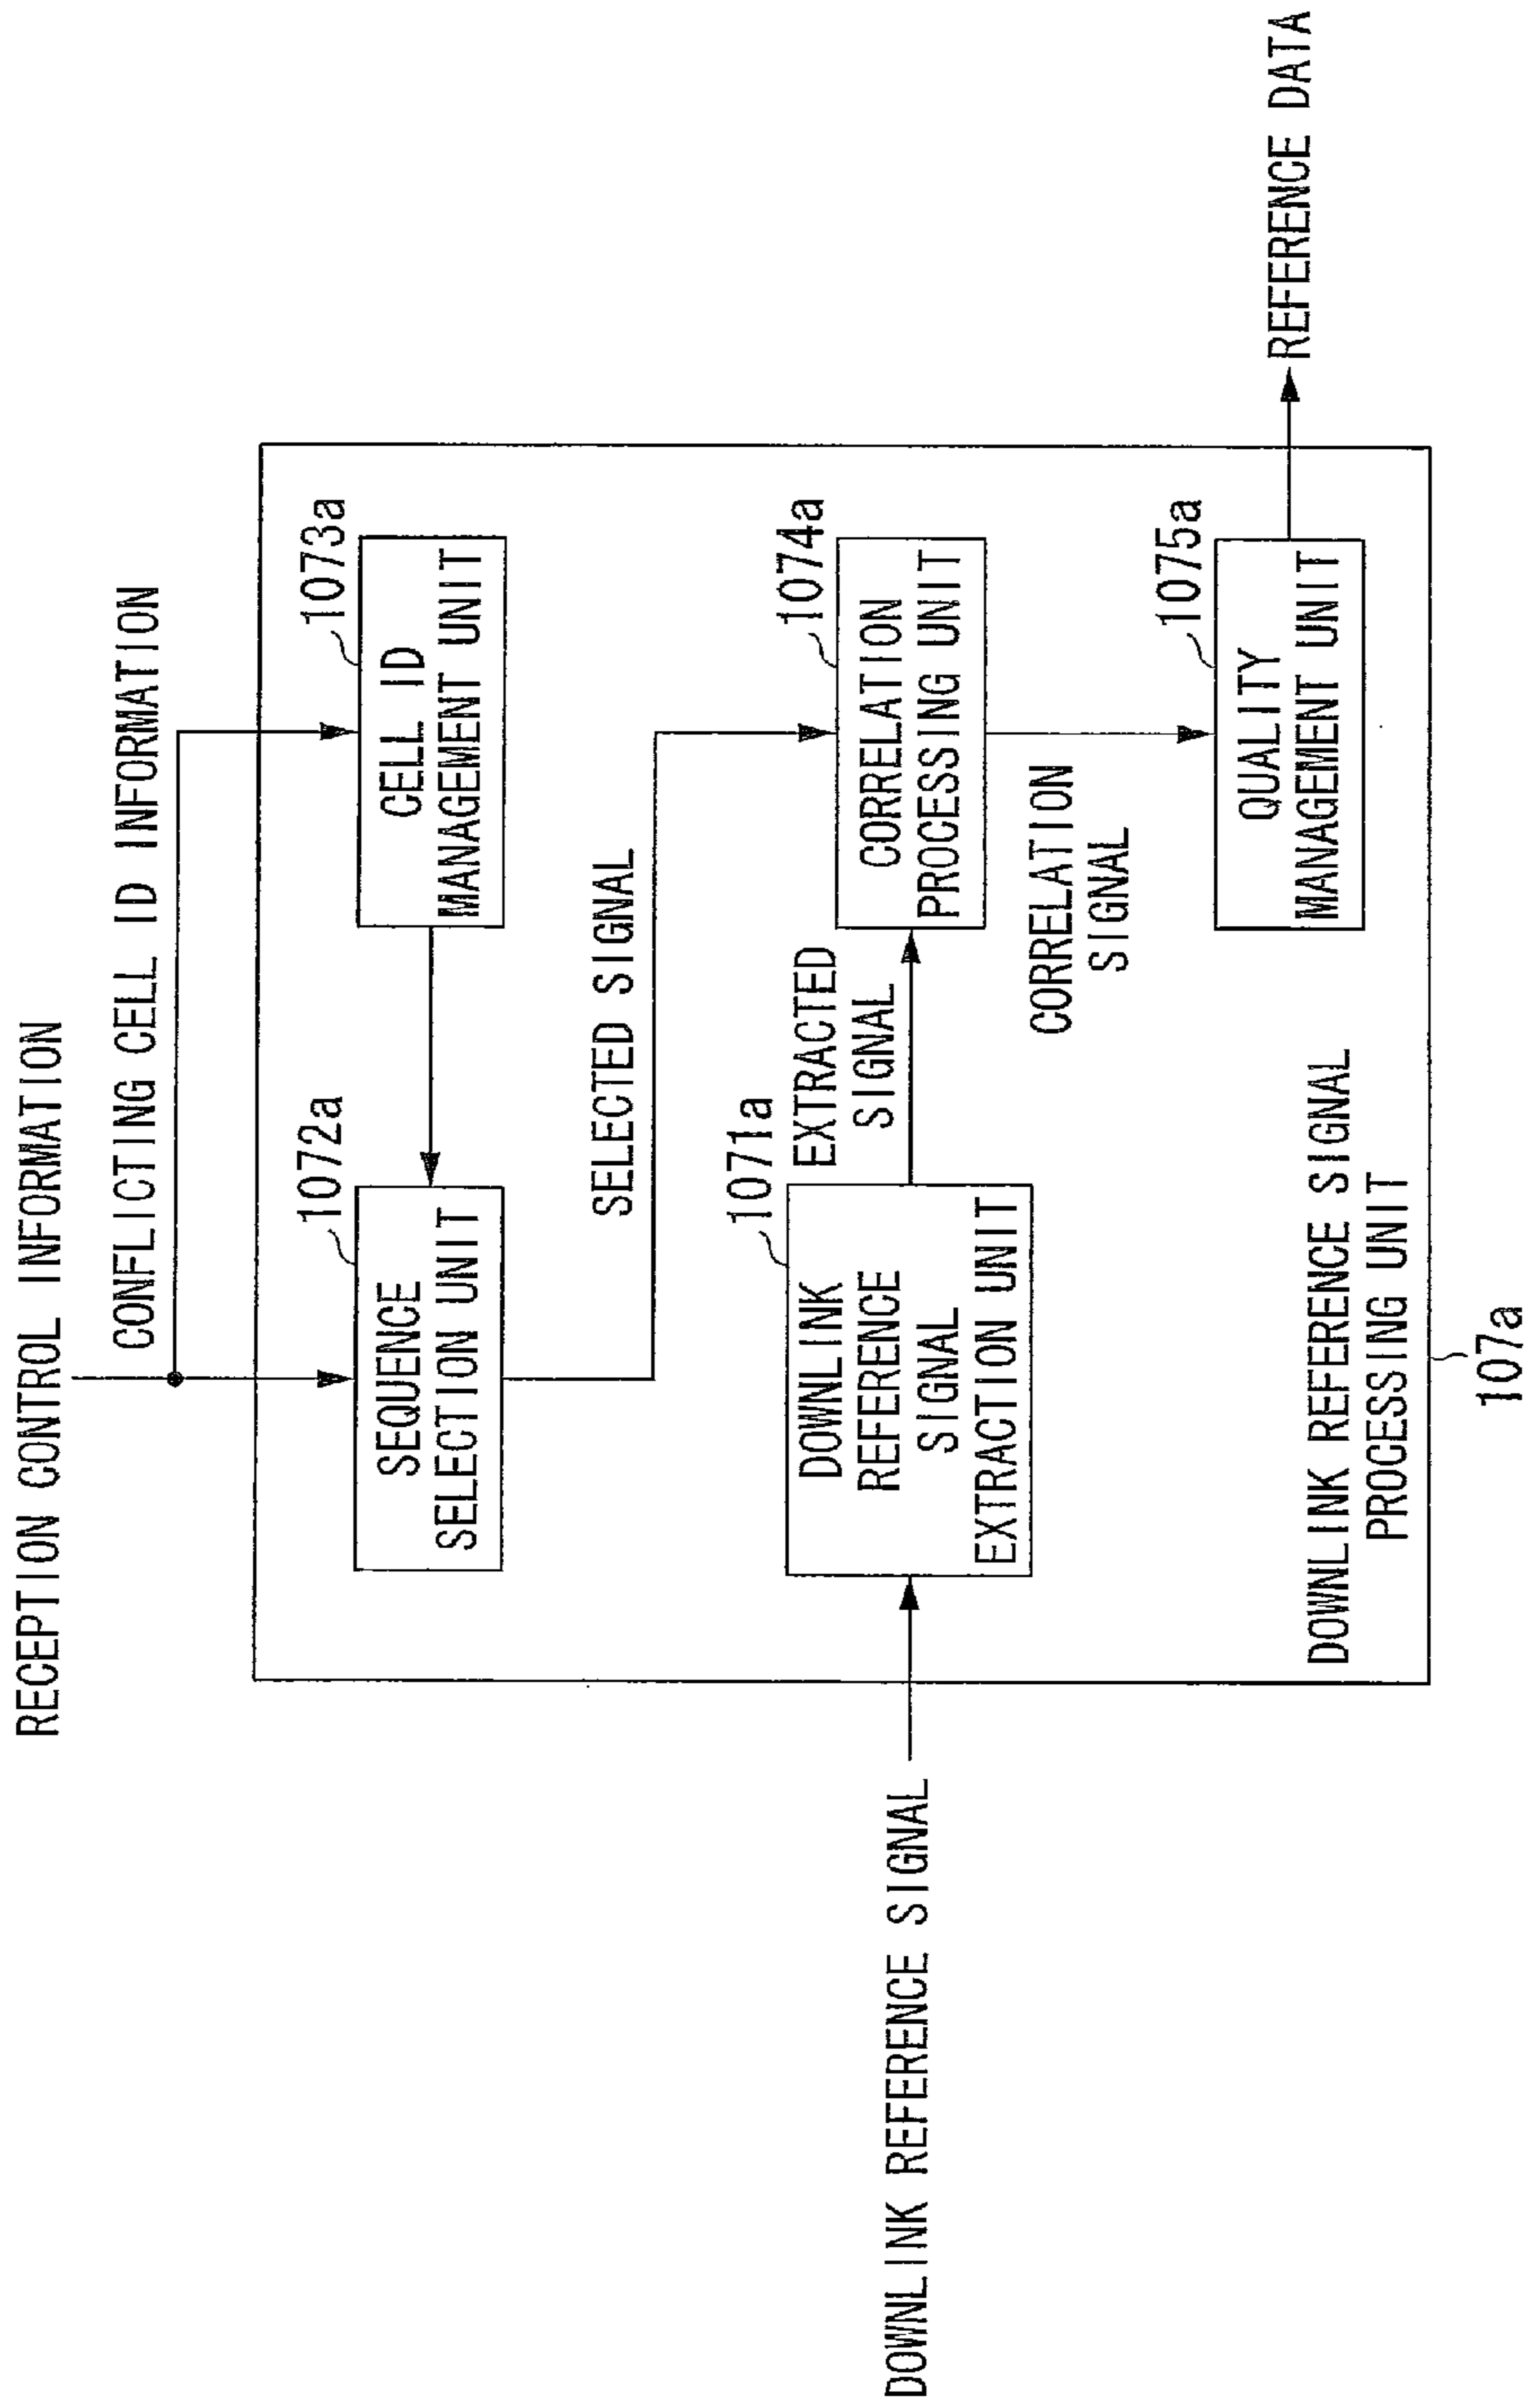 RECEPTION CONTROL INFORMATION
CONFLICTING CELL ID INFORMATION
1072a
SEQUENCE
SELECTION UNIT
1073a
CELL ID
MANAGEMENT UNIT
SELECTED SIGNAL
DOWNLINK REFERENCE SIGNAL
1071a
DOWNLINK
REFERENCE
SIGNAL
EXTRACTION UNIT
EXTRACTED
SIGNAL
1074a
CORRELATION
PROCESSING UNIT
CORRELATION
SIGNAL
1075a
QUALITY
MANAGEMENT UNIT
REFERENCE DATA
DOWNLINK REFERENCE SIGNAL
PROCESSING UNIT
107a